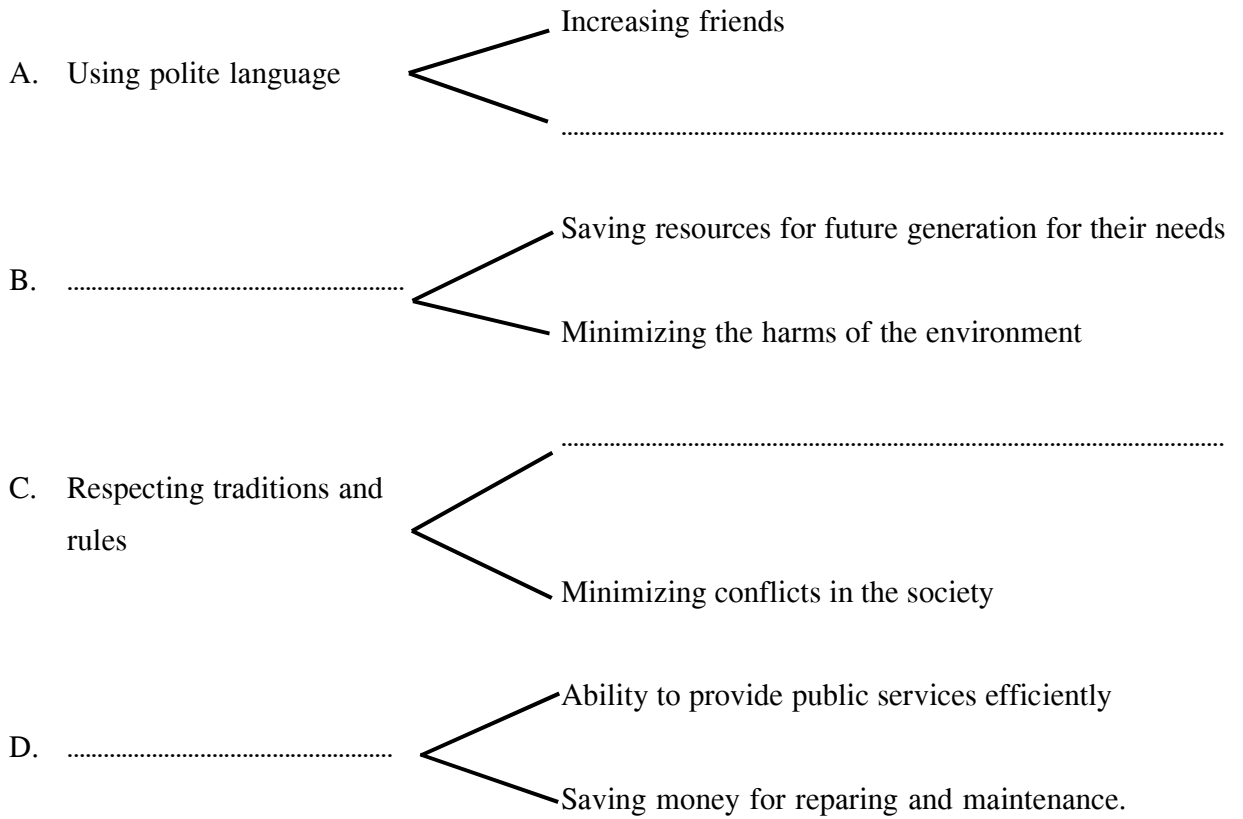 Increasing friends
A. Using polite language
................................................................................................................
Saving resources for future generation for their needs
B. ........................................................
Minimizing the harms of the environment
................................................................................................................
C. Respecting traditions and
rules
Minimizing conflicts in the society
Ability to provide public services efficiently
D. ......................................................
Saving money for reparing and maintenance.